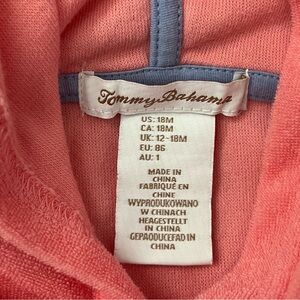 Tommy Bahama
US: 18M
CA: 18M
UK: 12-18M
EU: 86
AU: 1
MADE IN
CHINA
FABRIQUÉ EN
CHINE
WYPRODUKOWANO
W CHINACH
HEAGESTELLT
IN CHINA
GEPAODUCEFAD IN
CHINA